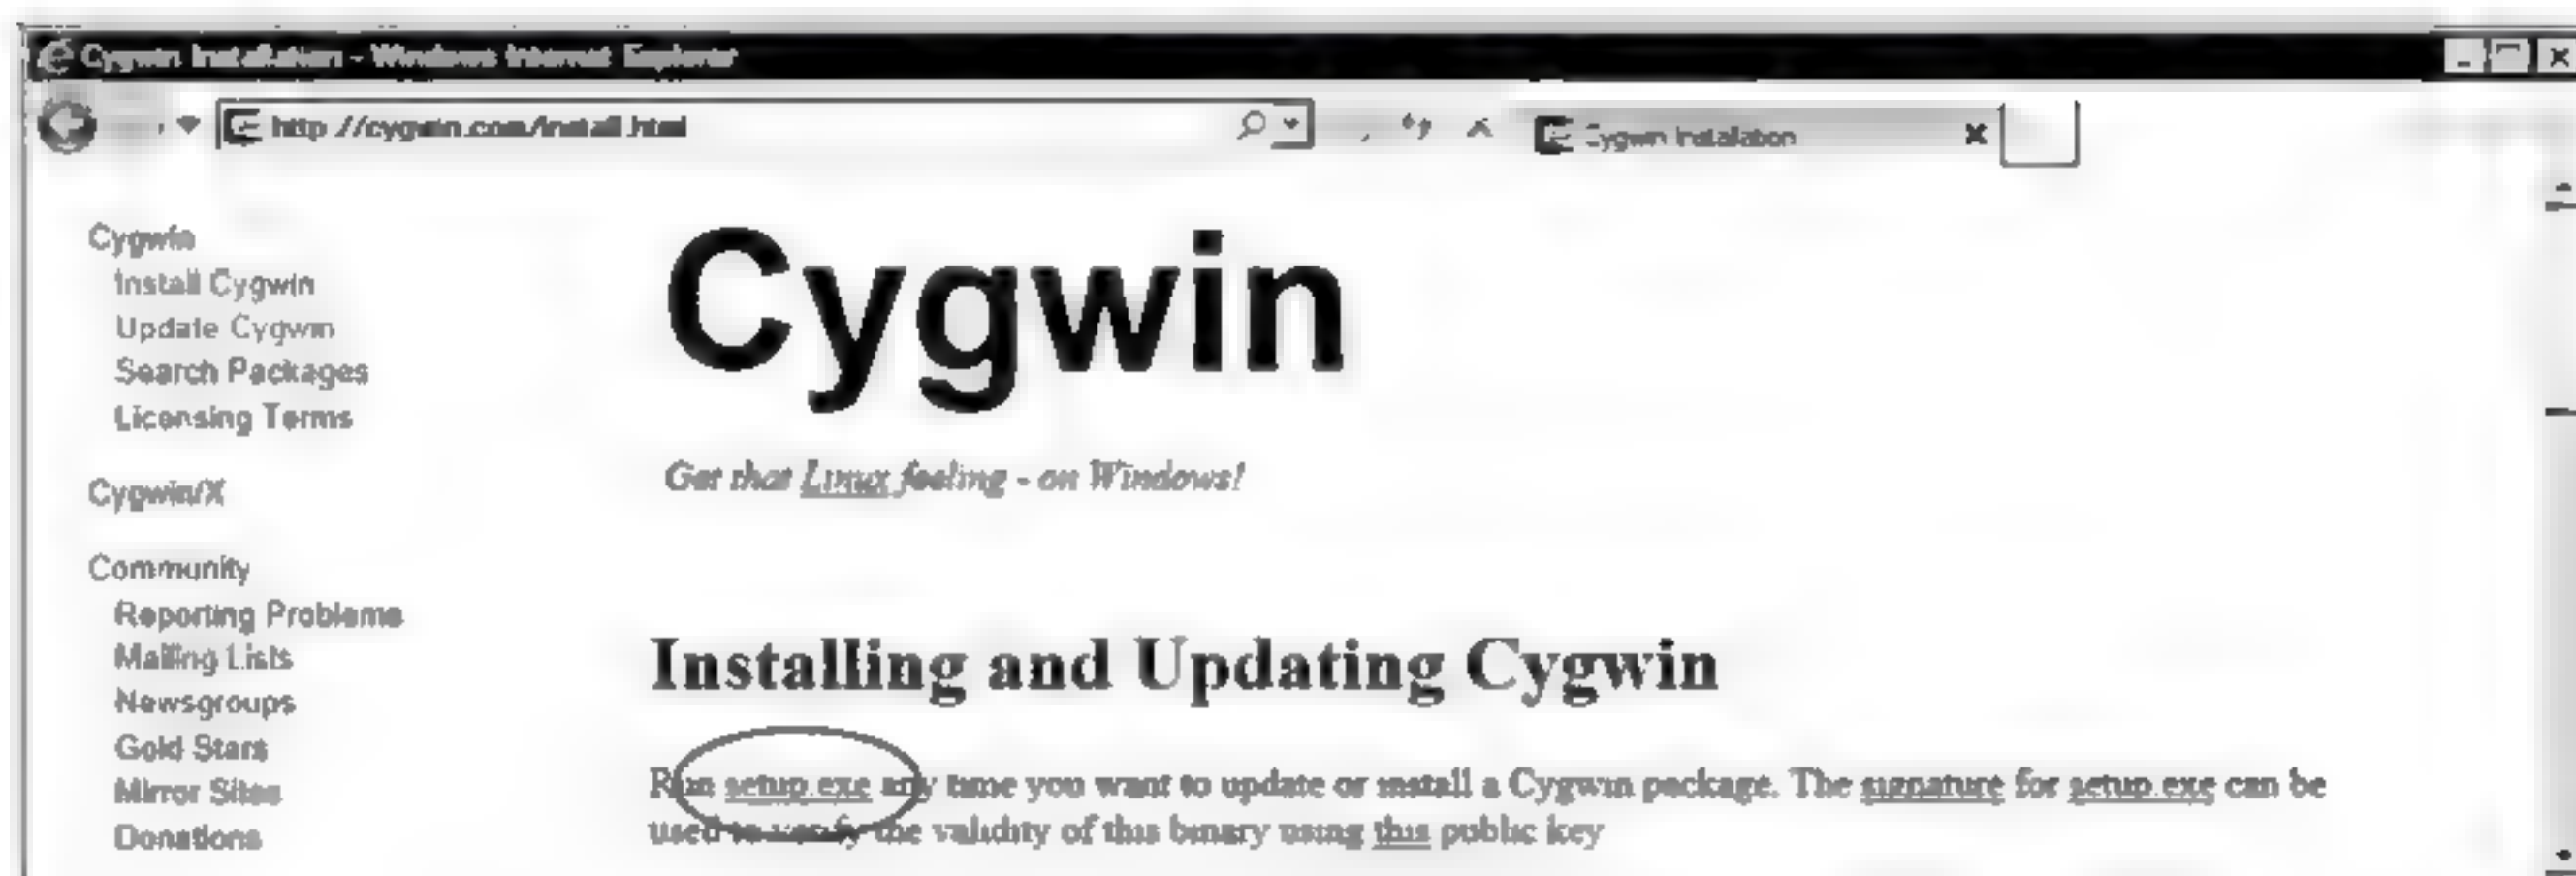 Cygwin Installation - Windows Internet Explorer
http://cygwin.com/install.html
Cygwin Installation
Cygwin
Install Cygwin
Update Cygwin
Search Packages
Licensing Terms
Cygwin/X
Community
Reporting Problems
Mailing Lists
Newsgroups
Gold Stars
Mirror Sites
Donations
Cygwin
Get that Linux feeling - on Windows!
Installing and Updating Cygwin
Run setup.exe any time you want to update or install a Cygwin package. The signature for setup.exe can be
used to verify the validity of this binary using this public key